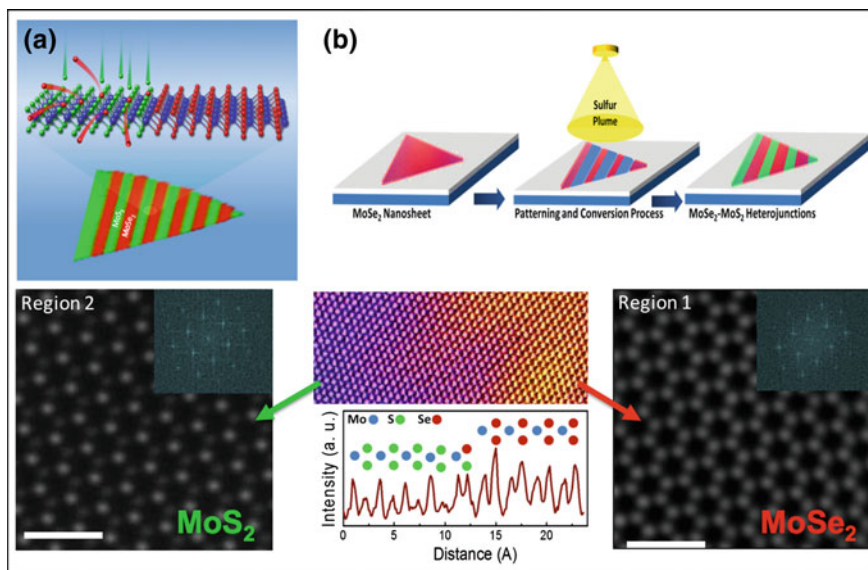 (a)
MoS₂
MoSe₂
(b)
Sulfur
Plume
MoSe₂ Nanosheet
Patterning and Conversion Process
MoSe₂-MoS₂ Heterojunctions
Region 2
MoS₂
Mo S Se
Intensity (a. u.)
0 5 10 15 20
Distance (A)
Region 1
MoSe₂